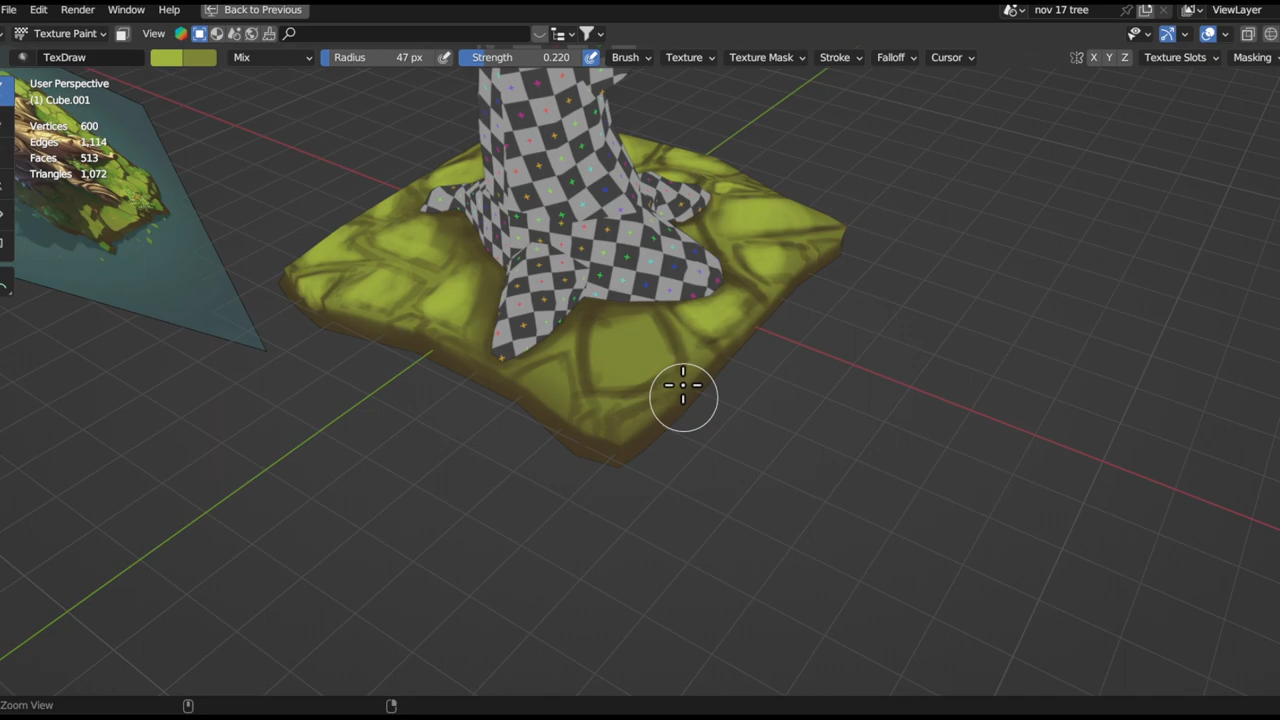 File Edit Render Window Help Back to Previous nov 17 tree ViewLayer
Texture Paint View
TexDraw Mix Radius 47 px Strength 0.220 Brush Texture Texture Mask Stroke Falloff Cursor X Y Z Texture Slots Masking
User Perspective
(1) Cube.001
Vertices 600
Edges 1,114
Faces 513
Triangles 1,072
Zoom View